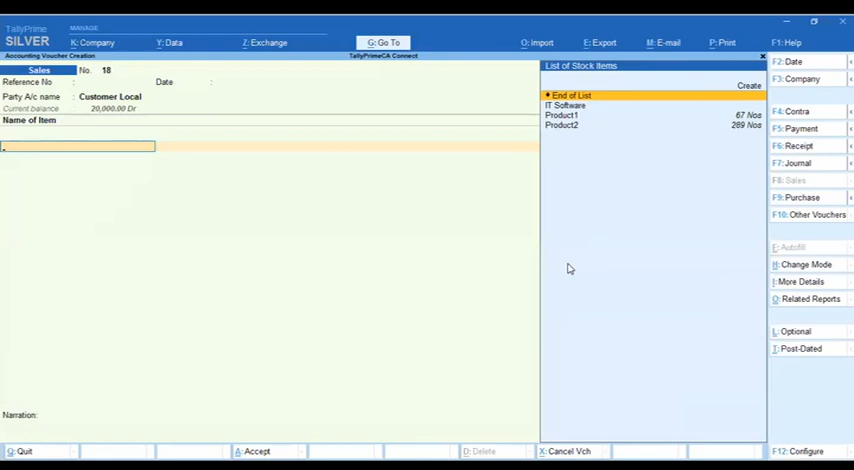 TallyPrime
MANAGE
SILVER
K: Company
Y: Data
Z: Exchange
G: Go To
O: Import
E: Export
M: E-mail
P: Print
F1: Help
Accounting Voucher Creation
TallyPrimeCA Connect
Sales
No. 18
Reference No :
Date :
Party A/c name : Customer Local
Current balance : 20,000.00 Dr
Name of Item
List of Stock Items
Create
♦ End of List
IT Software
Product1 67 Nos
Product2 289 Nos
F2: Date
F3: Company
F4: Contra
F5: Payment
F6: Receipt
F7: Journal
F8: Sales
F9: Purchase
F10: Other Vouchers
E: Autofill
H: Change Mode
I: More Details
O: Related Reports
L: Optional
T: Post-Dated
Narration:
Q: Quit
A: Accept
D: Delete
X: Cancel Vch
F12: Configure